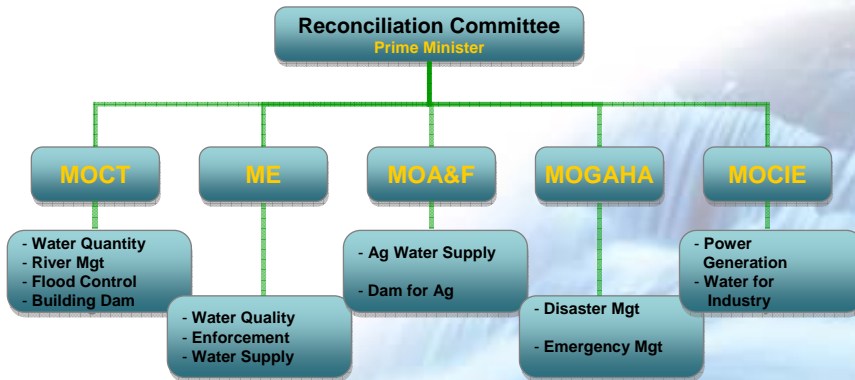 Reconciliation Committee
Prime Minister
MOCT
ME
MOA&F
MOGAHA
MOCIE
- Water Quantity
- River Mgt
- Flood Control
- Building Dam
- Water Quality
- Enforcement
- Water Supply
- Ag Water Supply
- Dam for Ag
- Disaster Mgt
- Emergency Mgt
- Power
Generation
- Water for
Industry